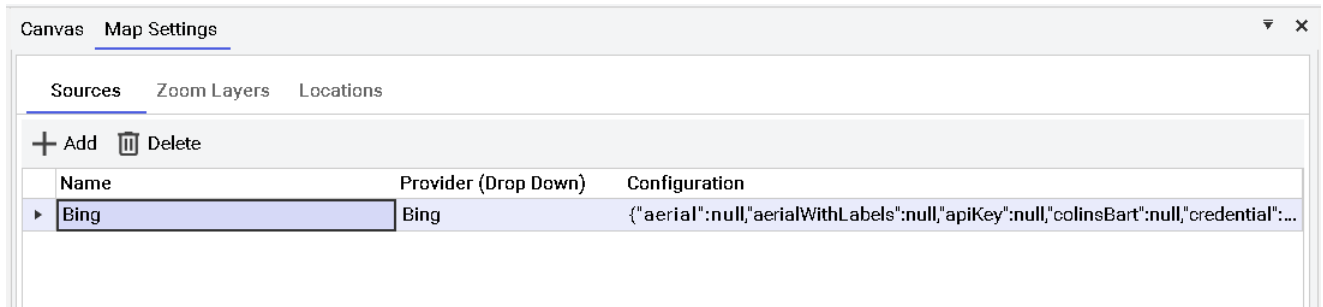 Canvas Map Settings
Sources Zoom Layers Locations
Add Delete
Name Provider (Drop Down) Configuration
Bing Bing {"aerial":null,"aerialWithLabels":null,"apiKey":null,"colinsBart":null,"credential":...